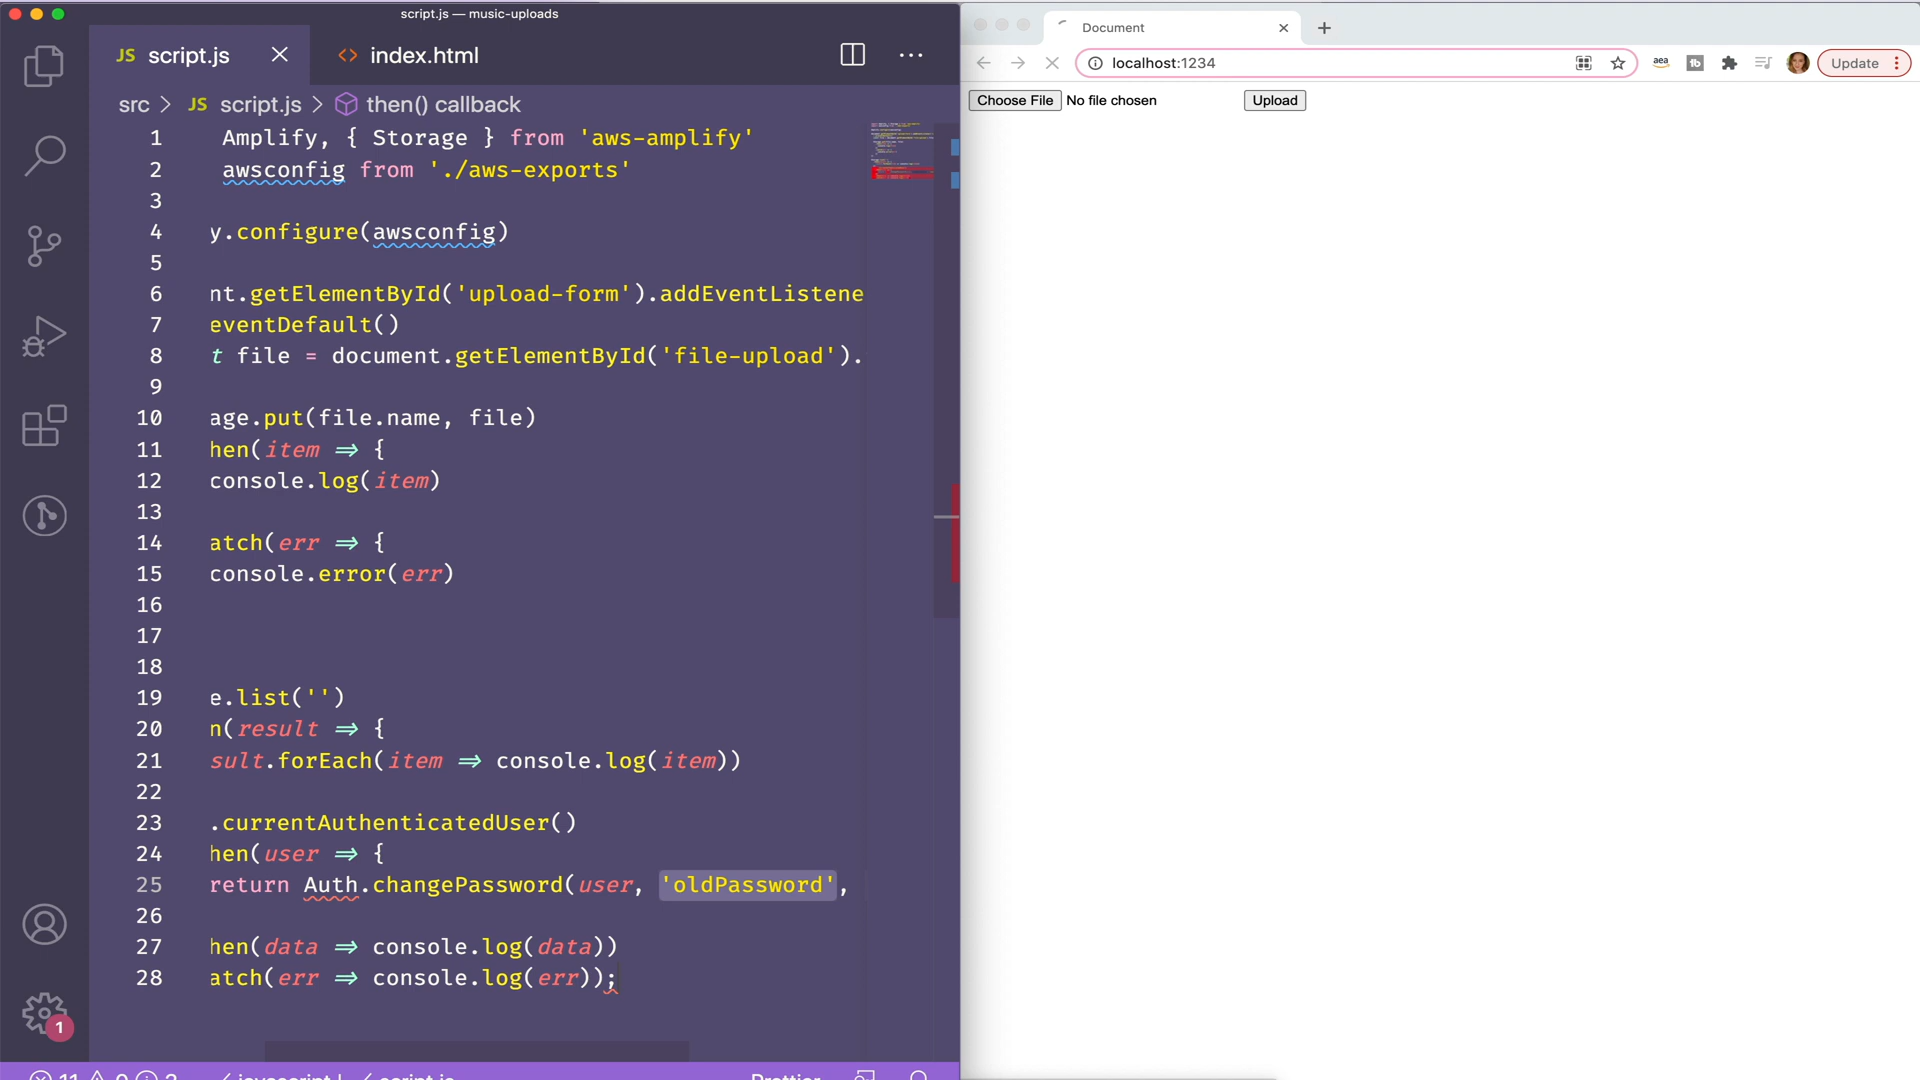 script.js — music-uploads
JS script.js
<> index.html
src > JS script.js > then() callback
1 Amplify, { Storage } from 'aws-amplify'
2 awsconfig from './aws-exports'
3
4 y.configure(awsconfig)
5
6 nt.getElementById('upload-form').addEventListene
7 eventDefault()
8 t file = document.getElementById('file-upload').
9
10 age.put(file.name, file)
11 hen(item ⇒ {
12 console.log(item)
13
14 atch(err ⇒ {
15 console.error(err)
16
17
18
19 e.list('')
20 n(result ⇒ {
21 sult.forEach(item ⇒ console.log(item))
22
23 .currentAuthenticatedUser()
24 hen(user ⇒ {
25 return Auth.changePassword(user, 'oldPassword',
26
27 hen(data ⇒ console.log(data))
28 atch(err ⇒ console.log(err));
1
Document
localhost:1234
aea
tb
Update
Choose File No file chosen Upload